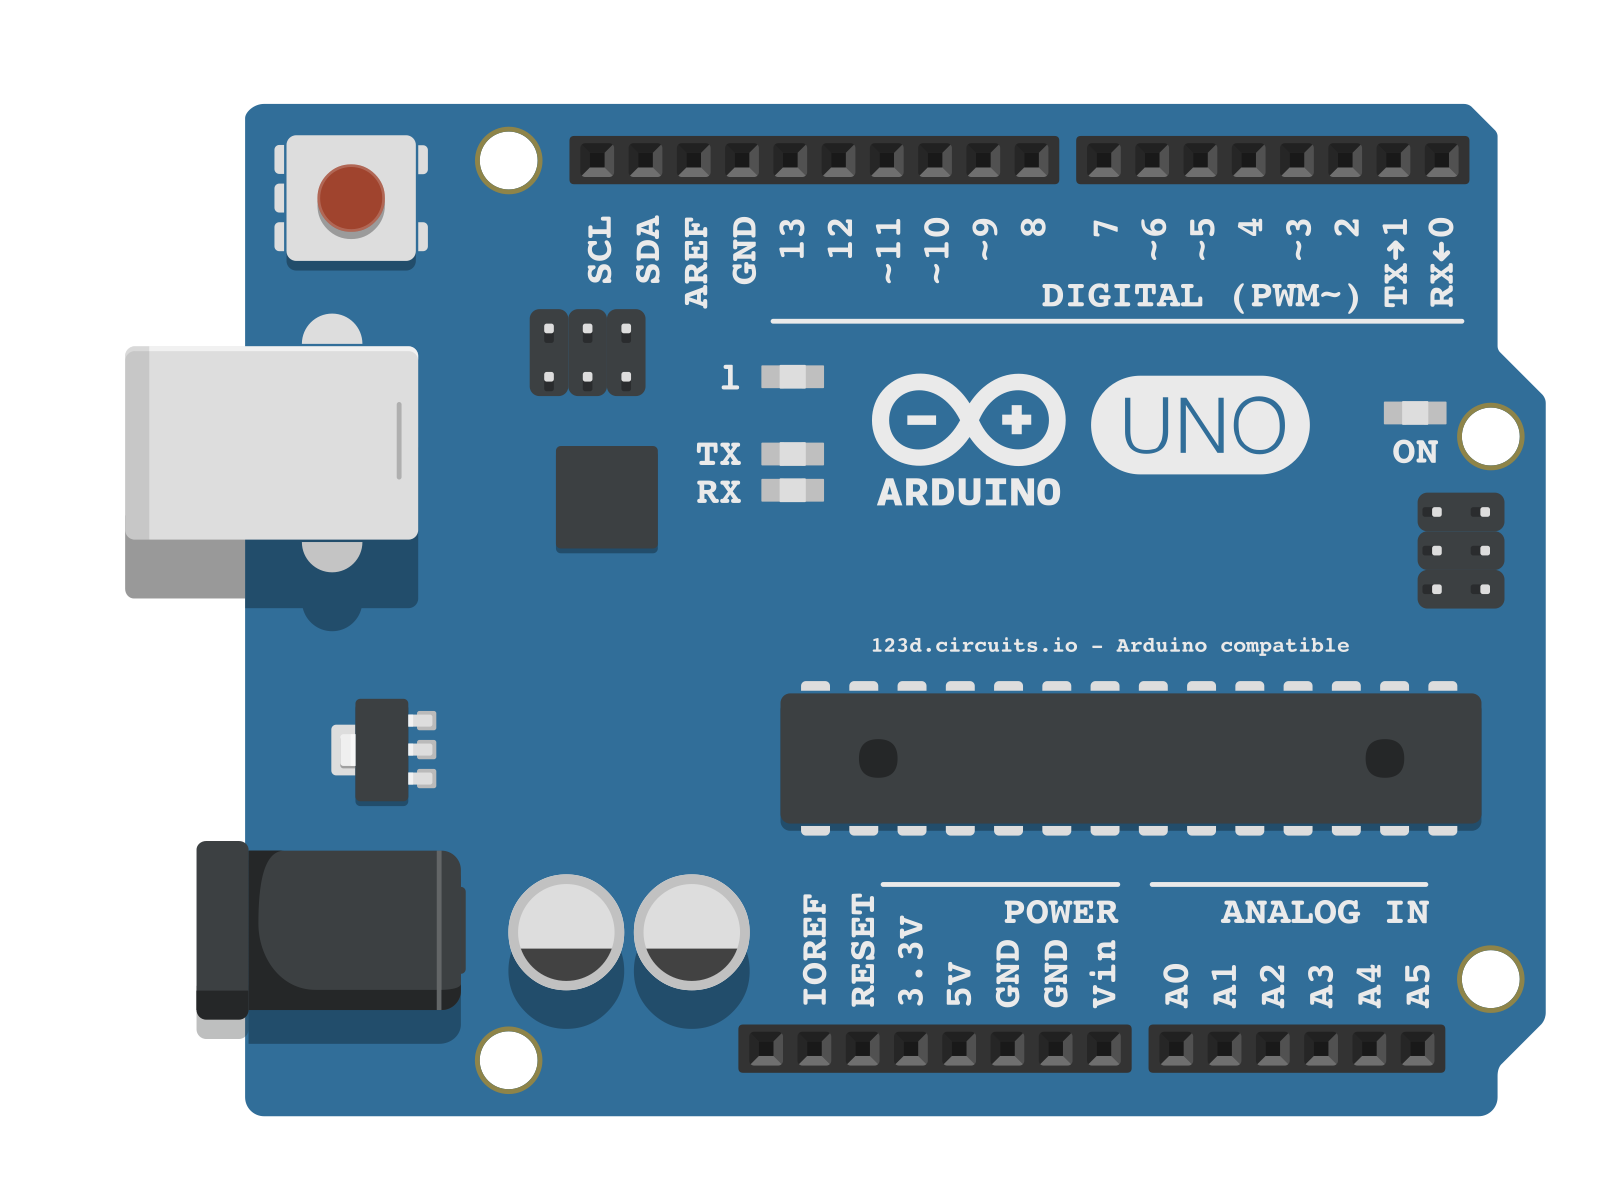 SCL
SDA
AREF
GND
13
12
~11
~10
~9
8
7
~6
~5
4
~3
2
TX→1
RX←0
DIGITAL (PWM~)
1
TX
RX
UNO
ARDUINO
ON
123d.circuits.io - Arduino compatible
POWER
ANALOG IN
IOREF
RESET
3.3V
5V
GND
GND
Vin
A0
A1
A2
A3
A4
A5